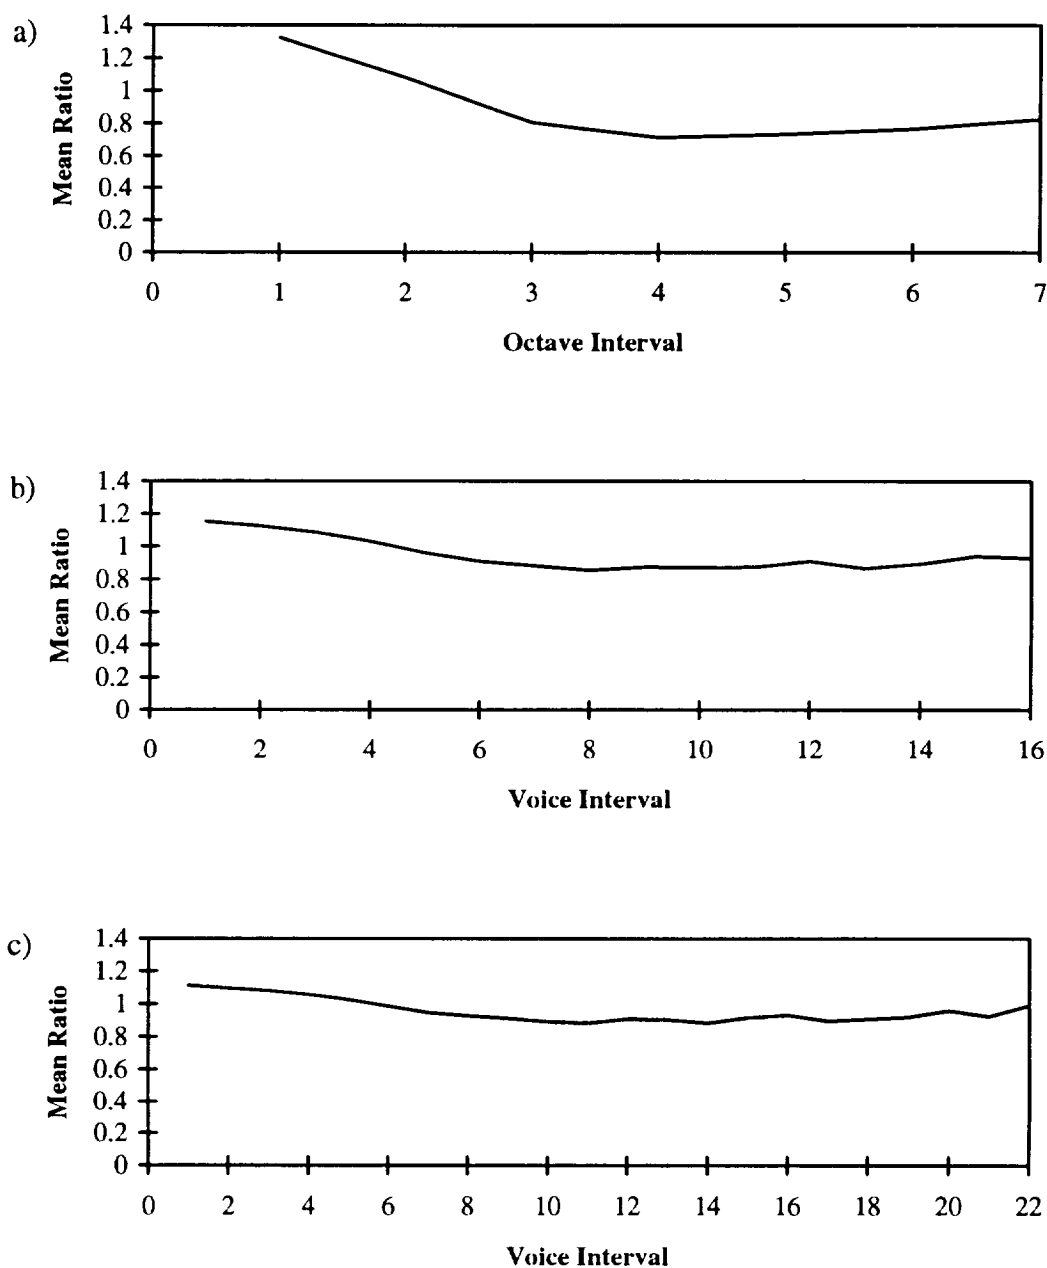 a)
Mean Ratio
1.4
1.2
1
0.8
0.6
0.4
0.2
0
0 1 2 3 4 5 6 7
Octave Interval
b)
Mean Ratio
1.4
1.2
1
0.8
0.6
0.4
0.2
0
0 2 4 6 8 10 12 14 16
Voice Interval
c)
Mean Ratio
1.4
1.2
1
0.8
0.6
0.4
0.2
0
0 2 4 6 8 10 12 14 16 18 20 22
Voice Interval